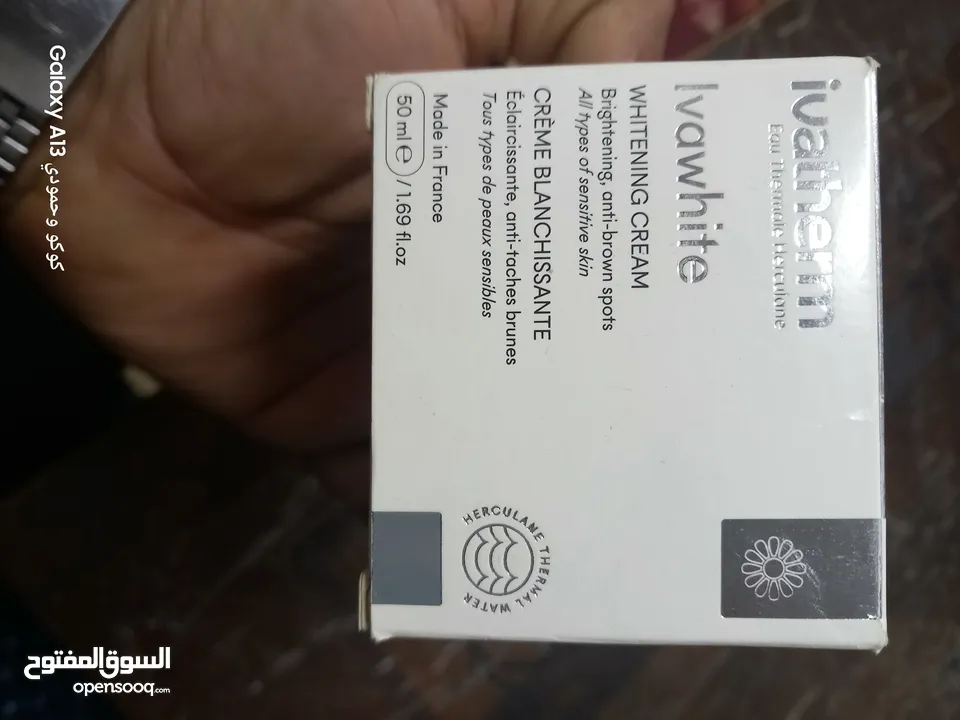 ivatherm
Eau Thermale Herculane
Ivawhite
WHITENING CREAM
Brightening, anti-brown spots
All types of sensitive skin
CRÈME BLANCHISSANTE
Éclaircissante, anti-taches brunes
Tous types de peaux sensibles
Made in France
50 ml e / 1.69 fl.oz
HERCULANE THERMAL WATER
Galaxy A13 كوكو وحمودي
السوق المفتوح
opensooq.com